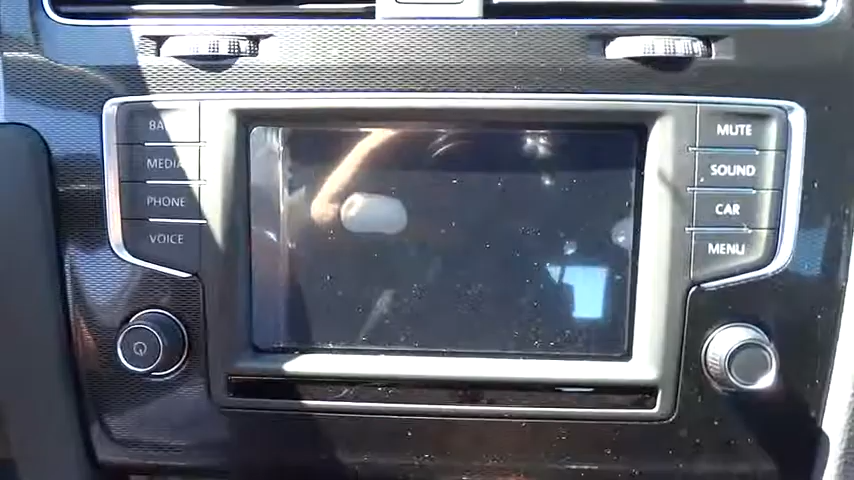 MEDIA
PHONE
VOICE
MUTE
SOUND
CAR
MENU